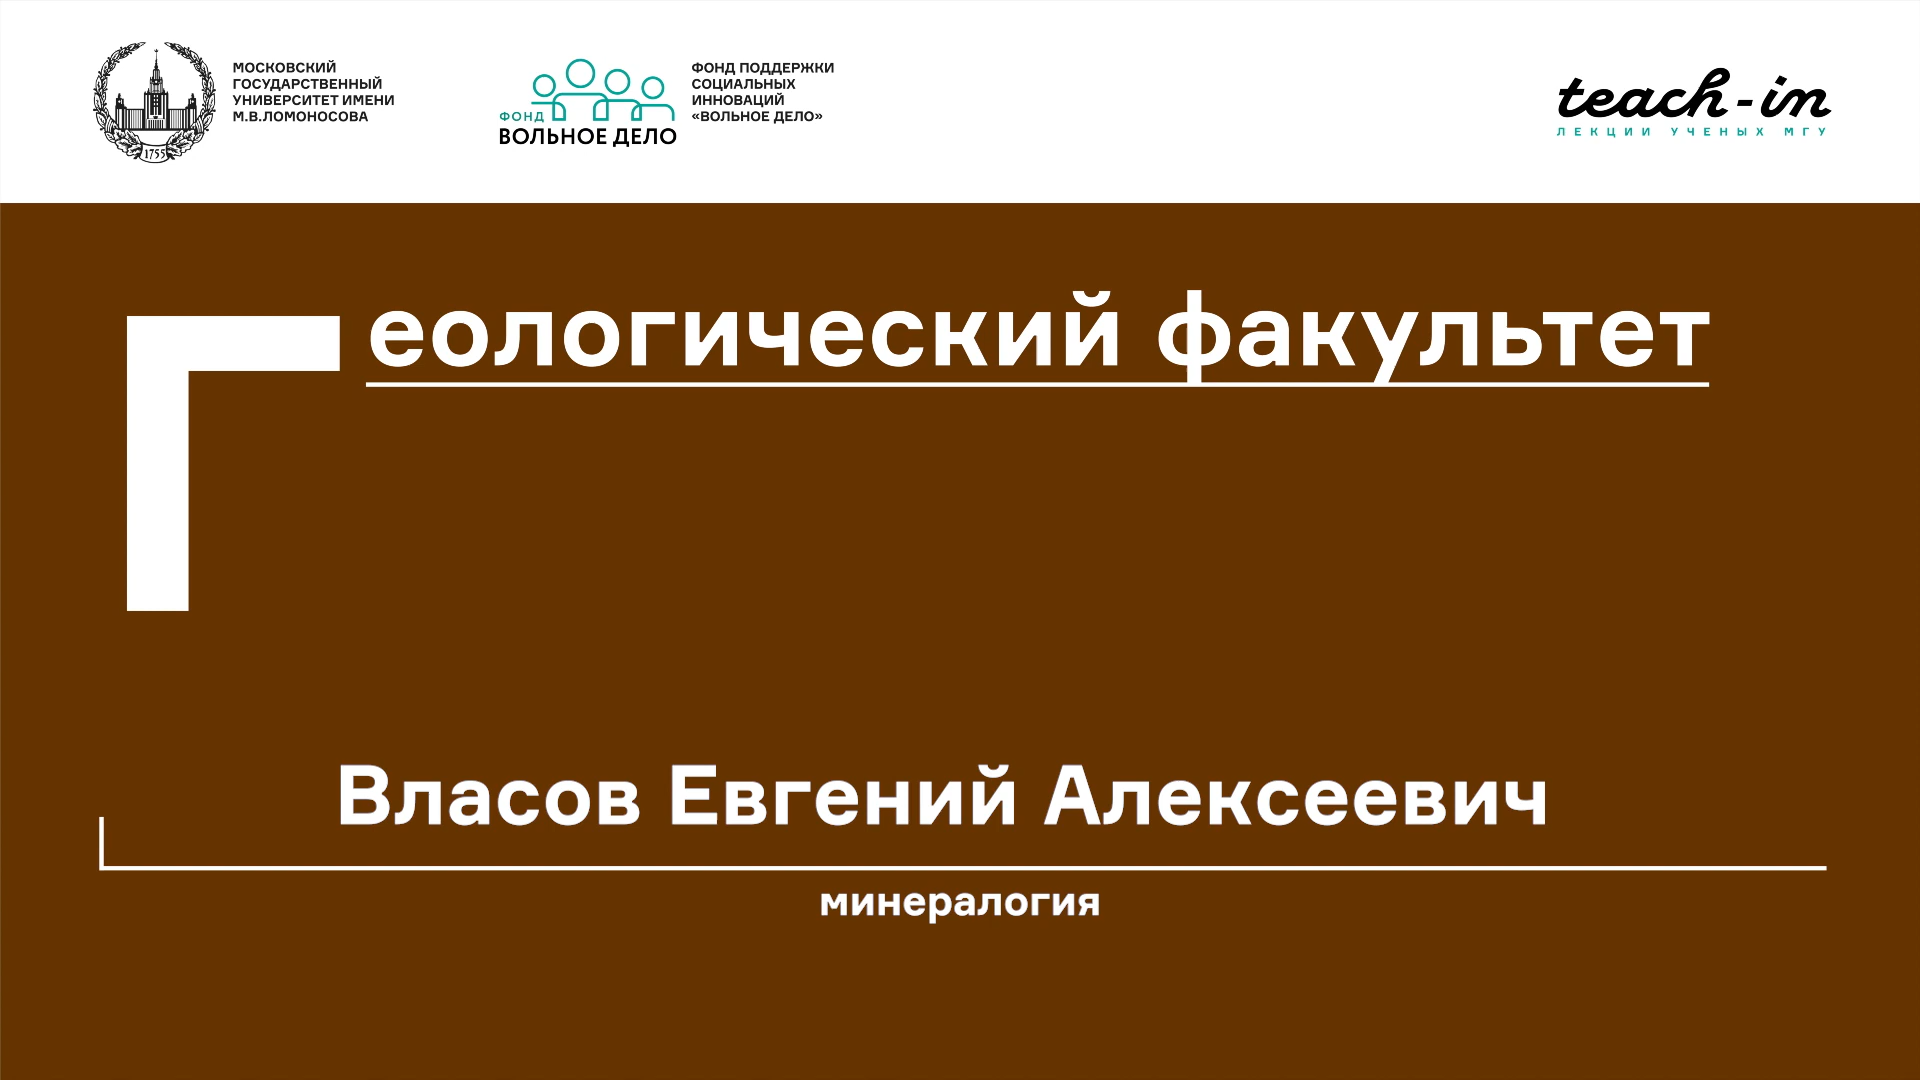 МОСКОВСКИЙ
ГОСУДАРСТВЕННЫЙ
УНИВЕРСИТЕТ ИМЕНИ
М.В.ЛОМОНОСОВА
1755
ФОНД
ВОЛЬНОЕ ДЕЛО
ФОНД ПОДДЕРЖКИ
СОЦИАЛЬНЫХ
ИННОВАЦИЙ
«ВОЛЬНОЕ ДЕЛО»
teach-in
ЛЕКЦИИ УЧЕНЫХ МГУ
Геологический факультет
Власов Евгений Алексеевич
минералогия